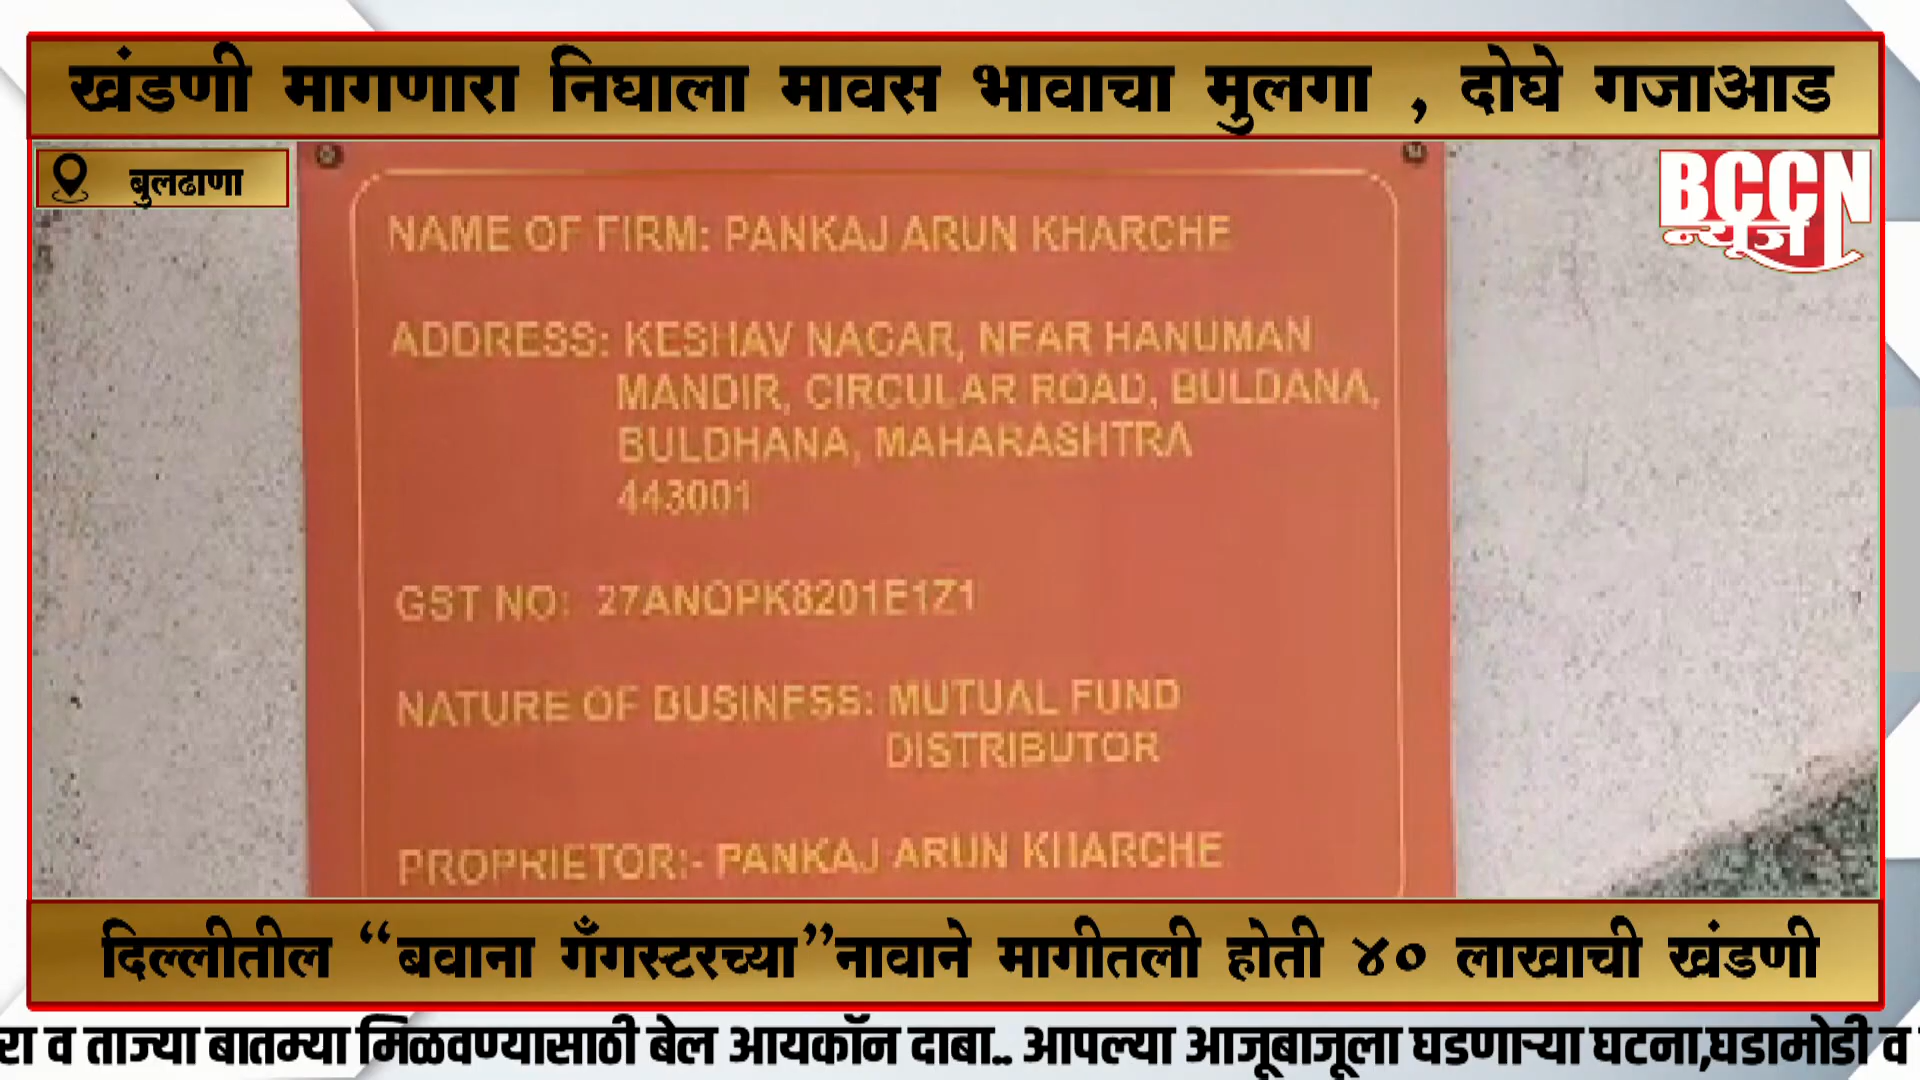 खंडणी मागणारा निघाला मावस भावाचा मुलगा , दोघे गजाआड
बुलढाणा
BCCN
न्यूज
NAME OF FIRM: PANKAJ ARUN KHARCHE
ADDRESS: KESHAV NAGAR, NEAR HANUMAN
MANDIR, CIRCULAR ROAD, BULDANA,
BULDHANA, MAHARASHTRA
443001
GST NO: 27ANOPK8201E1Z1
NATURE OF BUSINESS: MUTUAL FUND
DISTRIBUTOR
PROPRIETOR:- PANKAJ ARUN KHARCHE
दिल्लीतील “बवाना गँगस्टरच्या”नावाने मागीतली होती ४० लाखाची खंडणी
व ताज्या बातम्या मिळवण्यासाठी बेल आयकॉन दाबा.. आपल्या आजूबाजूला घडणाऱ्या घटना,घडामोडी व